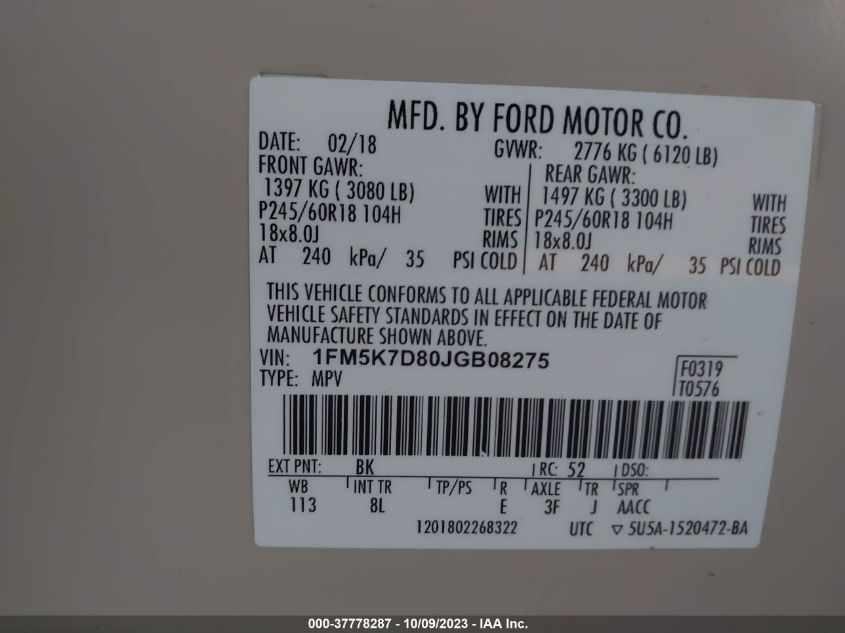 MFD. BY FORD MOTOR CO.
DATE: 02/18 GVWR: 2776 KG ( 6120 LB)
FRONT GAWR: REAR GAWR:
1397 KG ( 3080 LB) WITH 1497 KG ( 3300 LB) WITH
P245/60R18 104H TIRES P245/60R18 104H TIRES
18x8.0J RIMS 18x8.0J RIMS
AT 240 kPa/ 35 PSI COLD AT 240 kPa/ 35 PSI COLD
THIS VEHICLE CONFORMS TO ALL APPLICABLE FEDERAL MOTOR
VEHICLE SAFETY STANDARDS IN EFFECT ON THE DATE OF
MANUFACTURE SHOWN ABOVE.
VIN: 1FM5K7D80JGB08275 F0319
TYPE: MPV T0576
EXT PNT: BK RC: 52 DSO:
WB INT TR TP/PS R AXLE TR SPR
113 8L E 3F J AACC
1201802268322 UTC ▽ 5U5A-1520472-BA
000-37778287 - 10/09/2023 - IAA Inc.